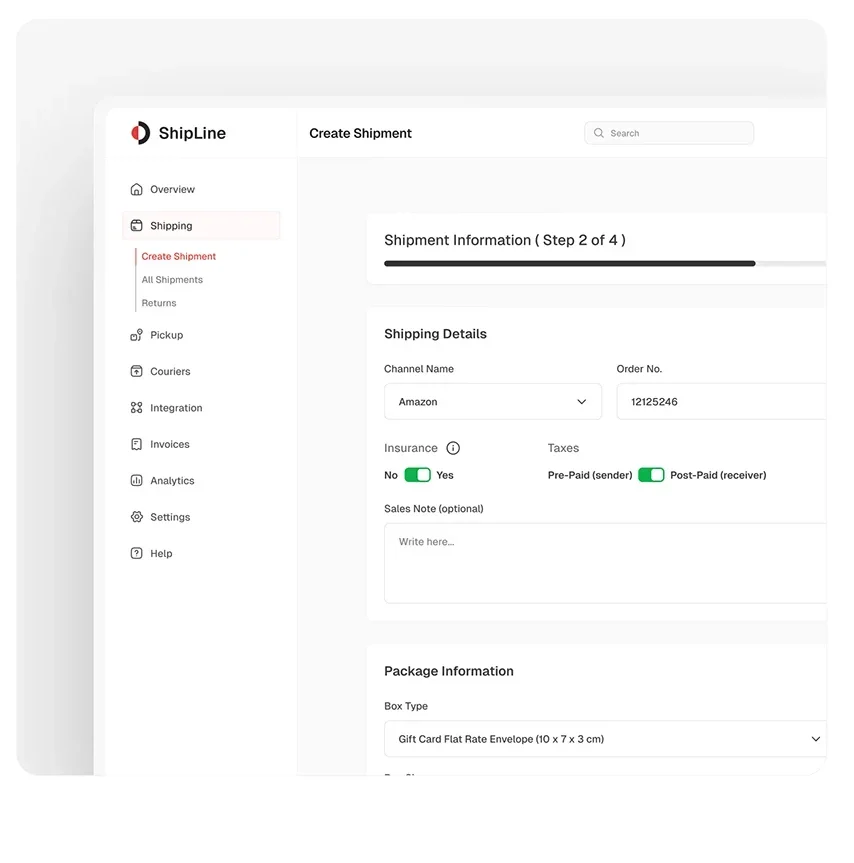 ShipLine
Create Shipment
Search
Overview
Shipping
Create Shipment
All Shipments
Returns
Pickup
Couriers
Integration
Invoices
Analytics
Settings
Help
Shipment Information ( Step 2 of 4 )
Shipping Details
Channel Name
Order No.
Amazon
12125246
Insurance
Taxes
No Yes
Pre-Paid (sender) Post-Paid (receiver)
Sales Note (optional)
Write here...
Package Information
Box Type
Gift Card Flat Rate Envelope (10 x 7 x 3 cm)